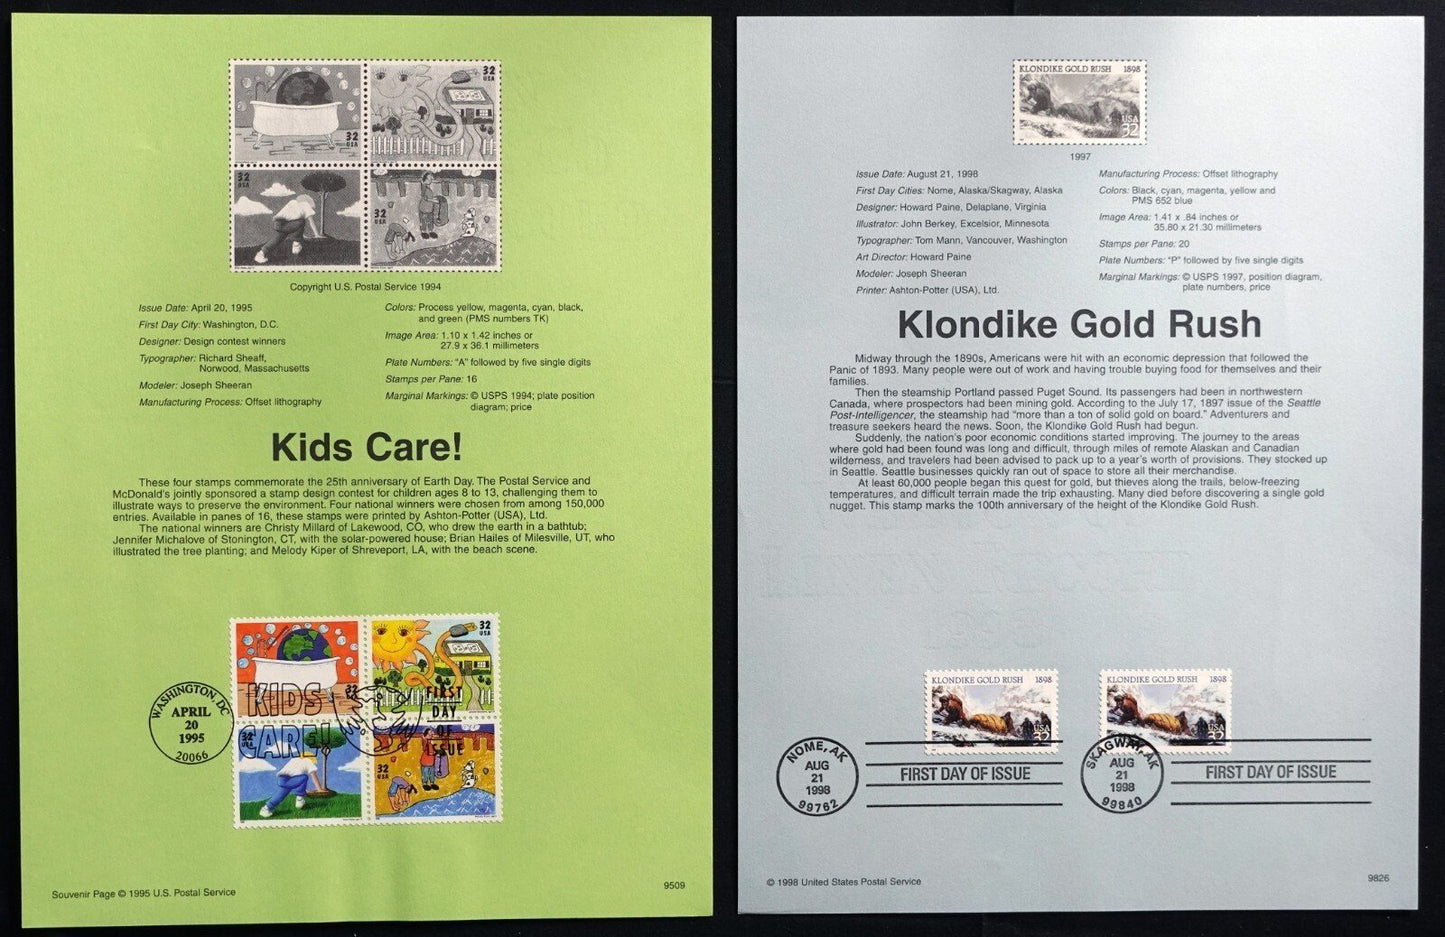 32
USA
32
USA
32
USA
32
USA
Copyright U.S. Postal Service 1994
Issue Date: April 20, 1995
First Day City: Washington, D.C.
Designer: Design contest winners
Typographer: Richard Sheaff,
Norwood, Massachusetts
Modeler: Joseph Sheeran
Manufacturing Process: Offset lithography
Colors: Process yellow, magenta, cyan, black,
and green (PMS numbers TK)
Image Area: 1.10 x 1.42 inches or
27.9 x 36.1 millimeters
Plate Numbers: "A" followed by five single digits
Stamps per Pane: 16
Marginal Markings: © USPS 1994; plate position
diagram; price
Kids Care!
These four stamps commemorate the 25th anniversary of Earth Day. The Postal Service and
McDonald's jointly sponsored a stamp design contest for children ages 8 to 13, challenging them to
illustrate ways to preserve the environment. Four national winners were chosen from among 150,000
entries. Available in panes of 16, these stamps were printed by Ashton-Potter (USA), Ltd.
The national winners are Christy Millard of Lakewood, CO, who drew the earth in a bathtub;
Jennifer Michalove of Stonington, CT, with the solar-powered house; Brian Hailes of Milesville, UT, who
illustrated the tree planting; and Melody Kiper of Shreveport, LA, with the beach scene.
32
USA
32
USA
32
USA
32
USA
WASHINGTON DC
APRIL
20
1995
20066
KIDS
CARE!
FIRST
DAY
OF
ISSUE
Souvenir Page © 1995 U.S. Postal Service
9509
KLONDIKE GOLD RUSH 1898
USA
32
1997
Issue Date: August 21, 1998
First Day Cities: Nome, Alaska/Skagway, Alaska
Designer: Howard Paine, Delaplane, Virginia
Illustrator: John Berkey, Excelsior, Minnesota
Typographer: Tom Mann, Vancouver, Washington
Art Director: Howard Paine
Modeler: Joseph Sheeran
Printer: Ashton-Potter (USA), Ltd.
Manufacturing Process: Offset lithography
Colors: Black, cyan, magenta, yellow and
PMS 652 blue
Image Area: 1.41 x .84 inches or
35.80 x 21.30 millimeters
Stamps per Pane: 20
Plate Numbers: "P" followed by five single digits
Marginal Markings: © USPS 1997, position diagram,
plate numbers, price
Klondike Gold Rush
Midway through the 1890s, Americans were hit with an economic depression that followed the
Panic of 1893. Many people were out of work and having trouble buying food for themselves and their
families.
Then the steamship Portland passed Puget Sound. Its passengers had been in northwestern
Canada, where prospectors had been mining gold. According to the July 17, 1897 issue of the Seattle
Post-Intelligencer, the steamship had "more than a ton of solid gold on board." Adventurers and
treasure seekers heard the news. Soon, the Klondike Gold Rush had begun.
Suddenly, the nation's poor economic conditions started improving. The journey to the areas
where gold had been found was long and difficult, through miles of remote Alaskan and Canadian
wilderness, and travelers had been advised to pack up to a year's worth of provisions. They stocked up
in Seattle. Seattle businesses quickly ran out of space to store all their merchandise.
At least 60,000 people began this quest for gold, but thieves along the trails, below-freezing
temperatures, and difficult terrain made the trip exhausting. Many died before discovering a single gold
nugget. This stamp marks the 100th anniversary of the height of the Klondike Gold Rush.
KLONDIKE GOLD RUSH 1898
USA
32
KLONDIKE GOLD RUSH 1898
USA
32
NOME, AK
AUG
21
1998
99762
FIRST DAY OF ISSUE
SKAGWAY, AK
AUG
21
1998
99840
FIRST DAY OF ISSUE
© 1998 United States Postal Service
9826